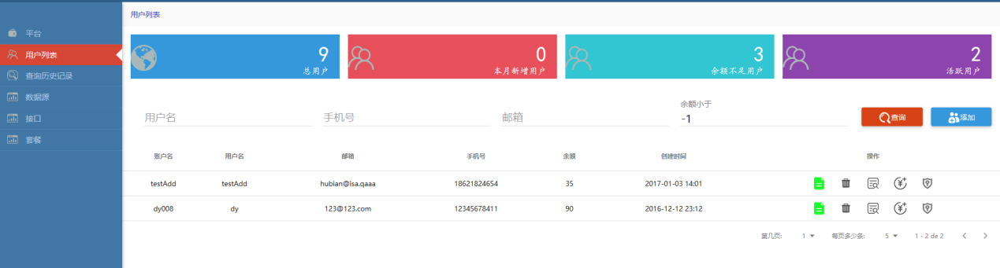 用户列表
平台
用户列表
查询历史记录
数据源
接口
套餐
9
总用户
0
本月新增用户
3
余额不足用户
2
活跃用户
用户名 手机号 邮箱 余额小于
-1
查询 添加
账户名 用户名 邮箱 手机号 余额 创建时间 操作
testAdd testAdd hubian@isa.qaaa 18621824654 35 2017-01-03 14:01
dy008 dy 123@123.com 12345678411 90 2016-12-12 23:12
第几页: 1 每页多少条: 5 1 - 2 de 2